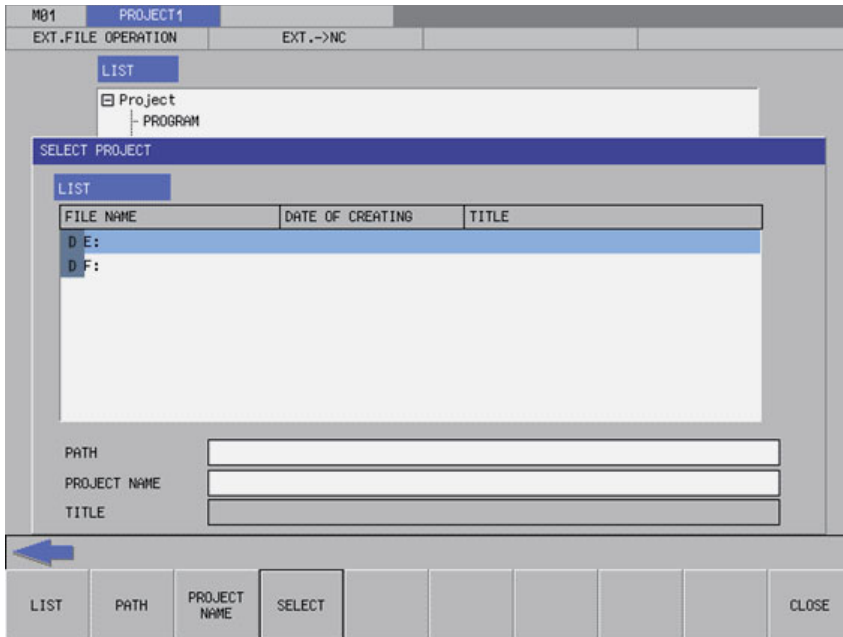 M01 PROJECT1
EXT.FILE OPERATION EXT.->NC
LIST
Project
PROGRAM
SELECT PROJECT
LIST
FILE NAME DATE OF CREATING TITLE
D E:
D F:
PATH
PROJECT NAME
TITLE
LIST PATH PROJECT NAME SELECT CLOSE